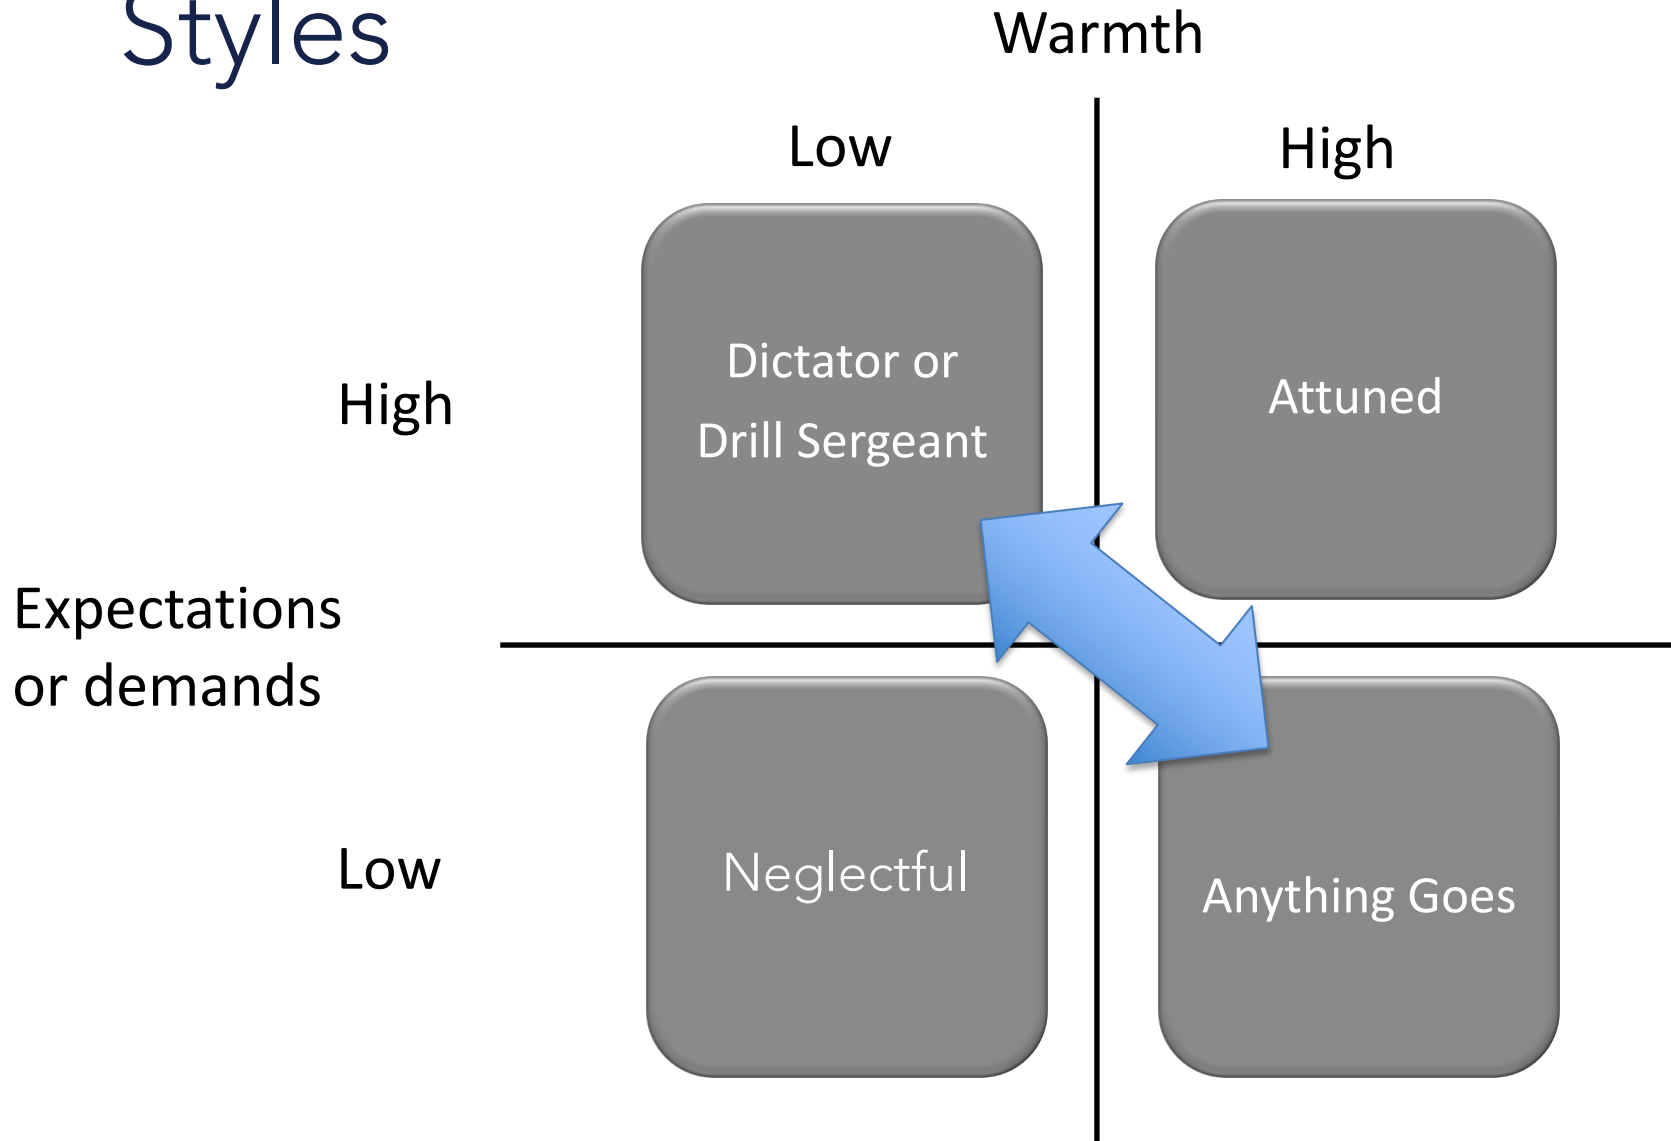 Styles
Warmth
Low
High
High
Dictator or
Drill Sergeant
Attuned
Expectations
or demands
Low
Neglectful
Anything Goes